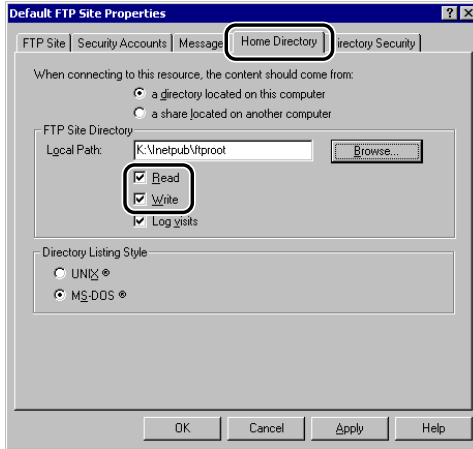 Default FTP Site Properties
FTP Site Security Accounts Message Home Directory irectory Security
When connecting to this resource, the content should come from:
a directory located on this computer
a share located on another computer
FTP Site Directory
Local Path: K:\Inetpub\ftproot Browse...
Read
Write
Log visits
Directory Listing Style
UNIX ®
MS-DOS ®
OK Cancel Apply Help